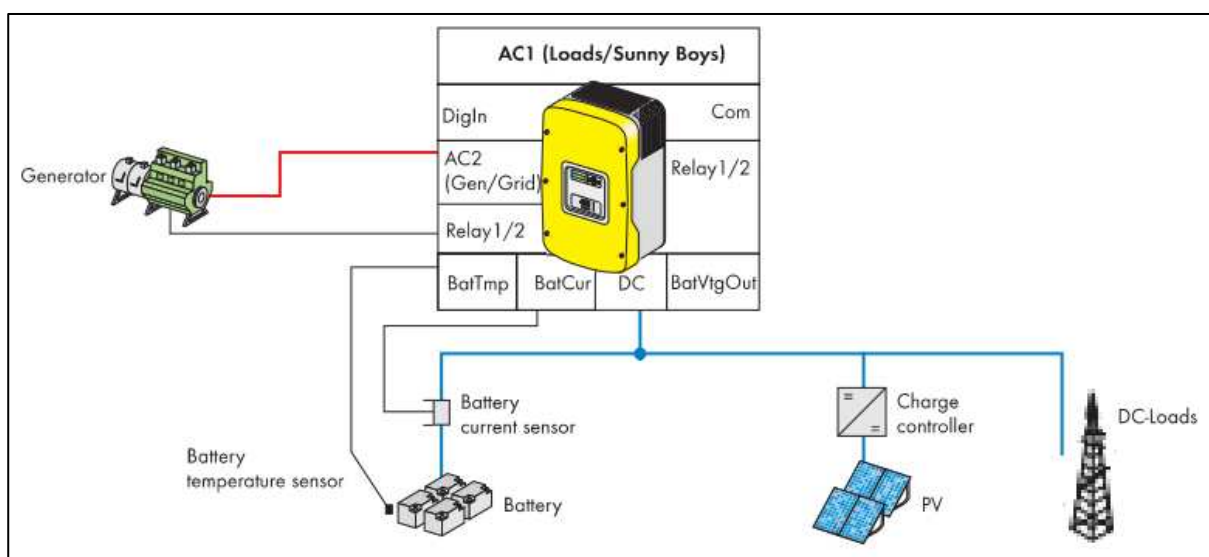 AC1 (Loads/Sunny Boys)
DigIn
Com
AC2
(Gen/Grid)
Relay1/2
Generator
Relay1/2
BatTmp
BatCur
DC
BatVtgOut
Battery
current sensor
Charge
controller
DC-Loads
Battery
temperature sensor
Battery
PV